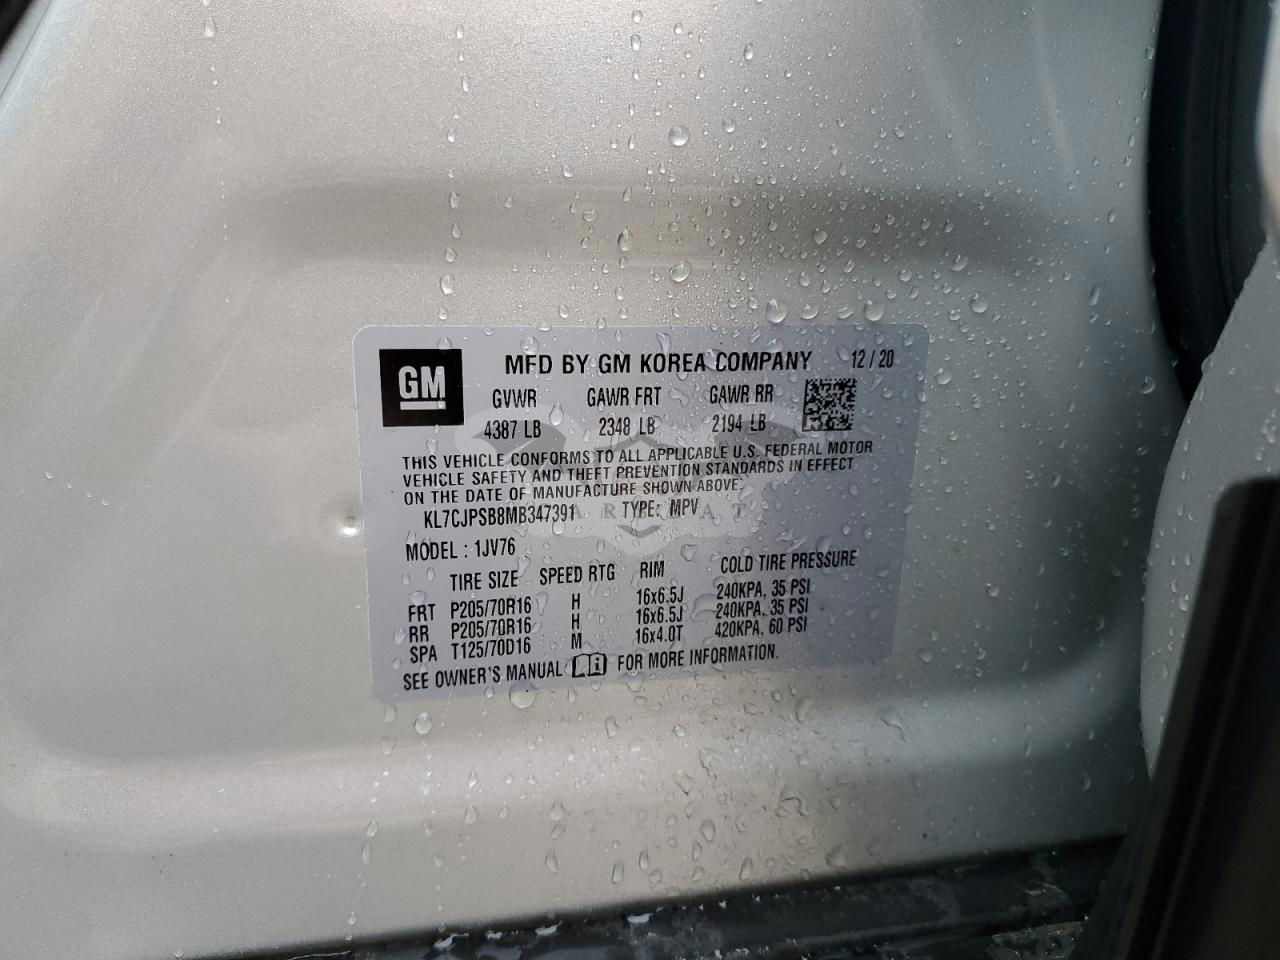 GM
MFD BY GM KOREA COMPANY 12 / 20
GVWR GAWR FRT GAWR RR
4387 LB 2348 LB 2194 LB
THIS VEHICLE CONFORMS TO ALL APPLICABLE U.S. FEDERAL MOTOR
VEHICLE SAFETY AND THEFT PREVENTION STANDARDS IN EFFECT
ON THE DATE OF MANUFACTURE SHOWN ABOVE.
KL7CJPSB8MB347391 TYPE: MPV
MODEL : 1JV76
TIRE SIZE SPEED RTG RIM COLD TIRE PRESSURE
FRT P205/70R16 H 16x6.5J 240KPA, 35 PSI
RR P205/70R16 H 16x6.5J 240KPA, 35 PSI
SPA T125/70D16 M 16x4.0T 420KPA, 60 PSI
SEE OWNER'S MANUAL FOR MORE INFORMATION.